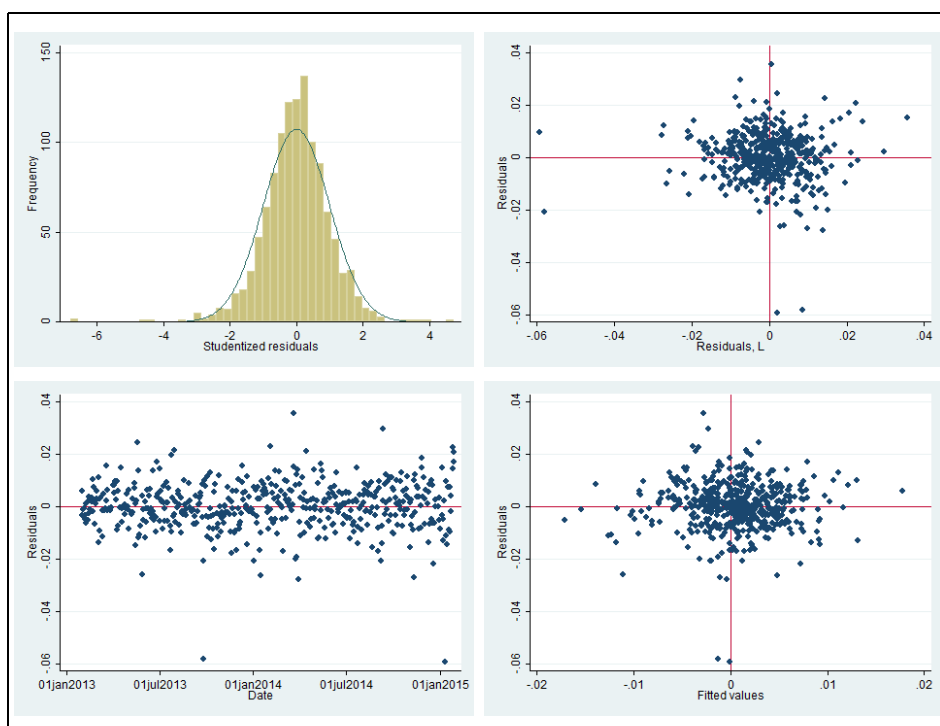 150
100
50
0
Frequency
-6 -4 -2 0 2 4
Studentized residuals
.04
.02
0
-.02
-.04
-.06
Residuals
-.06 -.04 -.02 0 .02 .04
Residuals, L
.04
.02
0
-.02
-.04
-.06
Residuals
01jan2013 01jul2013 01jan2014 01jul2014 01jan2015
Date
.04
.02
0
-.02
-.04
-.06
Residuals
-.02 -.01 0 .01 .02
Fitted values